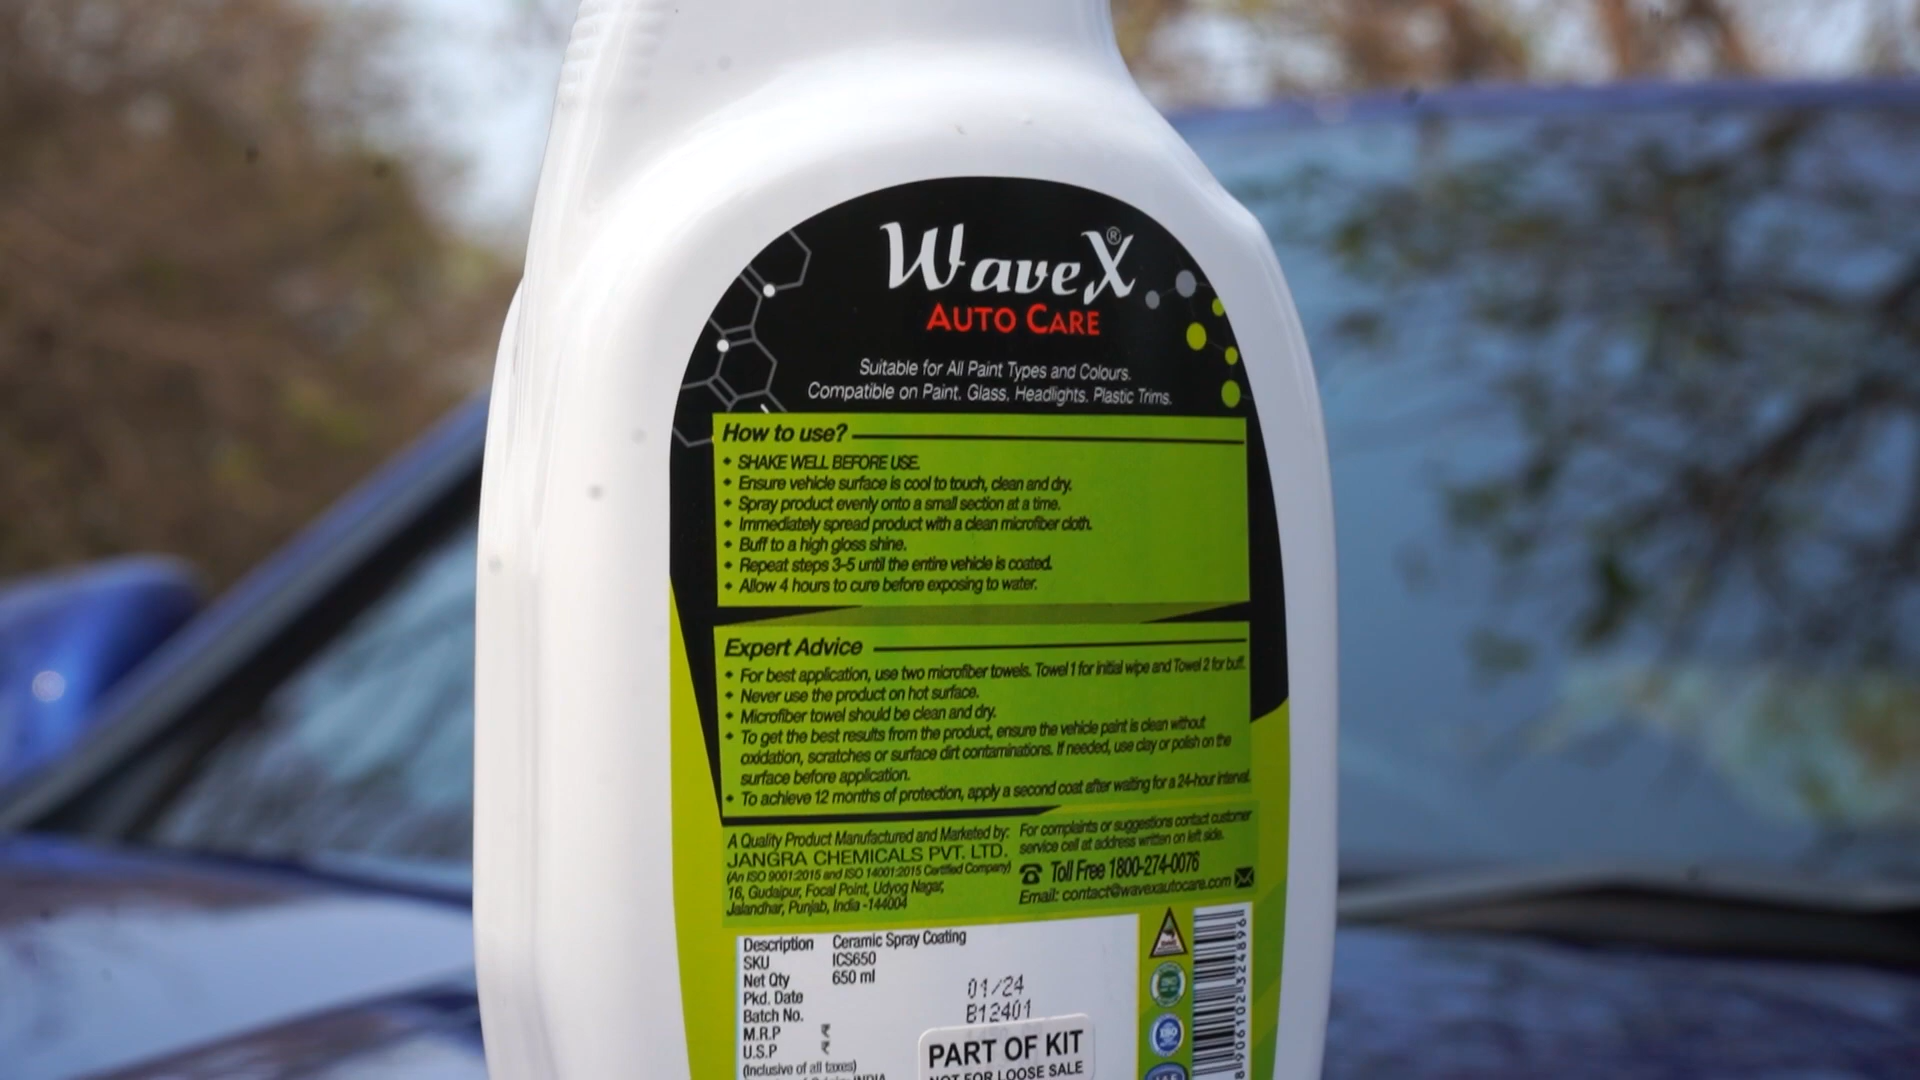 WaveX®
AUTO CARE
Suitable for All Paint Types and Colours.
Compatible on Paint, Glass, Headlights, Plastic Trims.
How to use?
SHAKE WELL BEFORE USE.
Ensure vehicle surface is cool to touch, clean and dry.
Spray product evenly onto a small section at a time.
Immediately spread product with a clean microfiber cloth.
Buff to a high gloss shine.
Repeat steps 3-5 until the entire vehicle is coated.
Allow 4 hours to cure before exposing to water.
Expert Advice
For best application, use two microfiber towels. Towel 1 for initial wipe and Towel 2 for buff.
Never use the product on hot surface.
Microfiber towel should be clean and dry.
To get the best results from the product, ensure the vehicle paint is clean without
oxidation, scratches or surface dirt contaminations. If needed, use clay or polish on the
surface before application.
To achieve 12 months of protection, apply a second coat after waiting for a 24-hour interval.
A Quality Product Manufactured and Marketed by:
JANGRA CHEMICALS PVT. LTD.
(An ISO 9001:2015 and ISO 14001:2015 Certified Company)
16, Gudaipur, Focal Point, Udyog Nagar,
Jalandhar, Punjab, India -144004
For complaints or suggestions contact customer
service cell at address written on left side.
Toll Free 1800-274-0076
Email: contact@wavexautocare.com
Description Ceramic Spray Coating
SKU ICS650
Net Qty 650 ml
Pkd. Date 01/24
Batch No. B12401
M.R.P ₹
U.S.P ₹
(Inclusive of all taxes)
PART OF KIT
NOT FOR LOOSE SALE
ISO
8906102324896